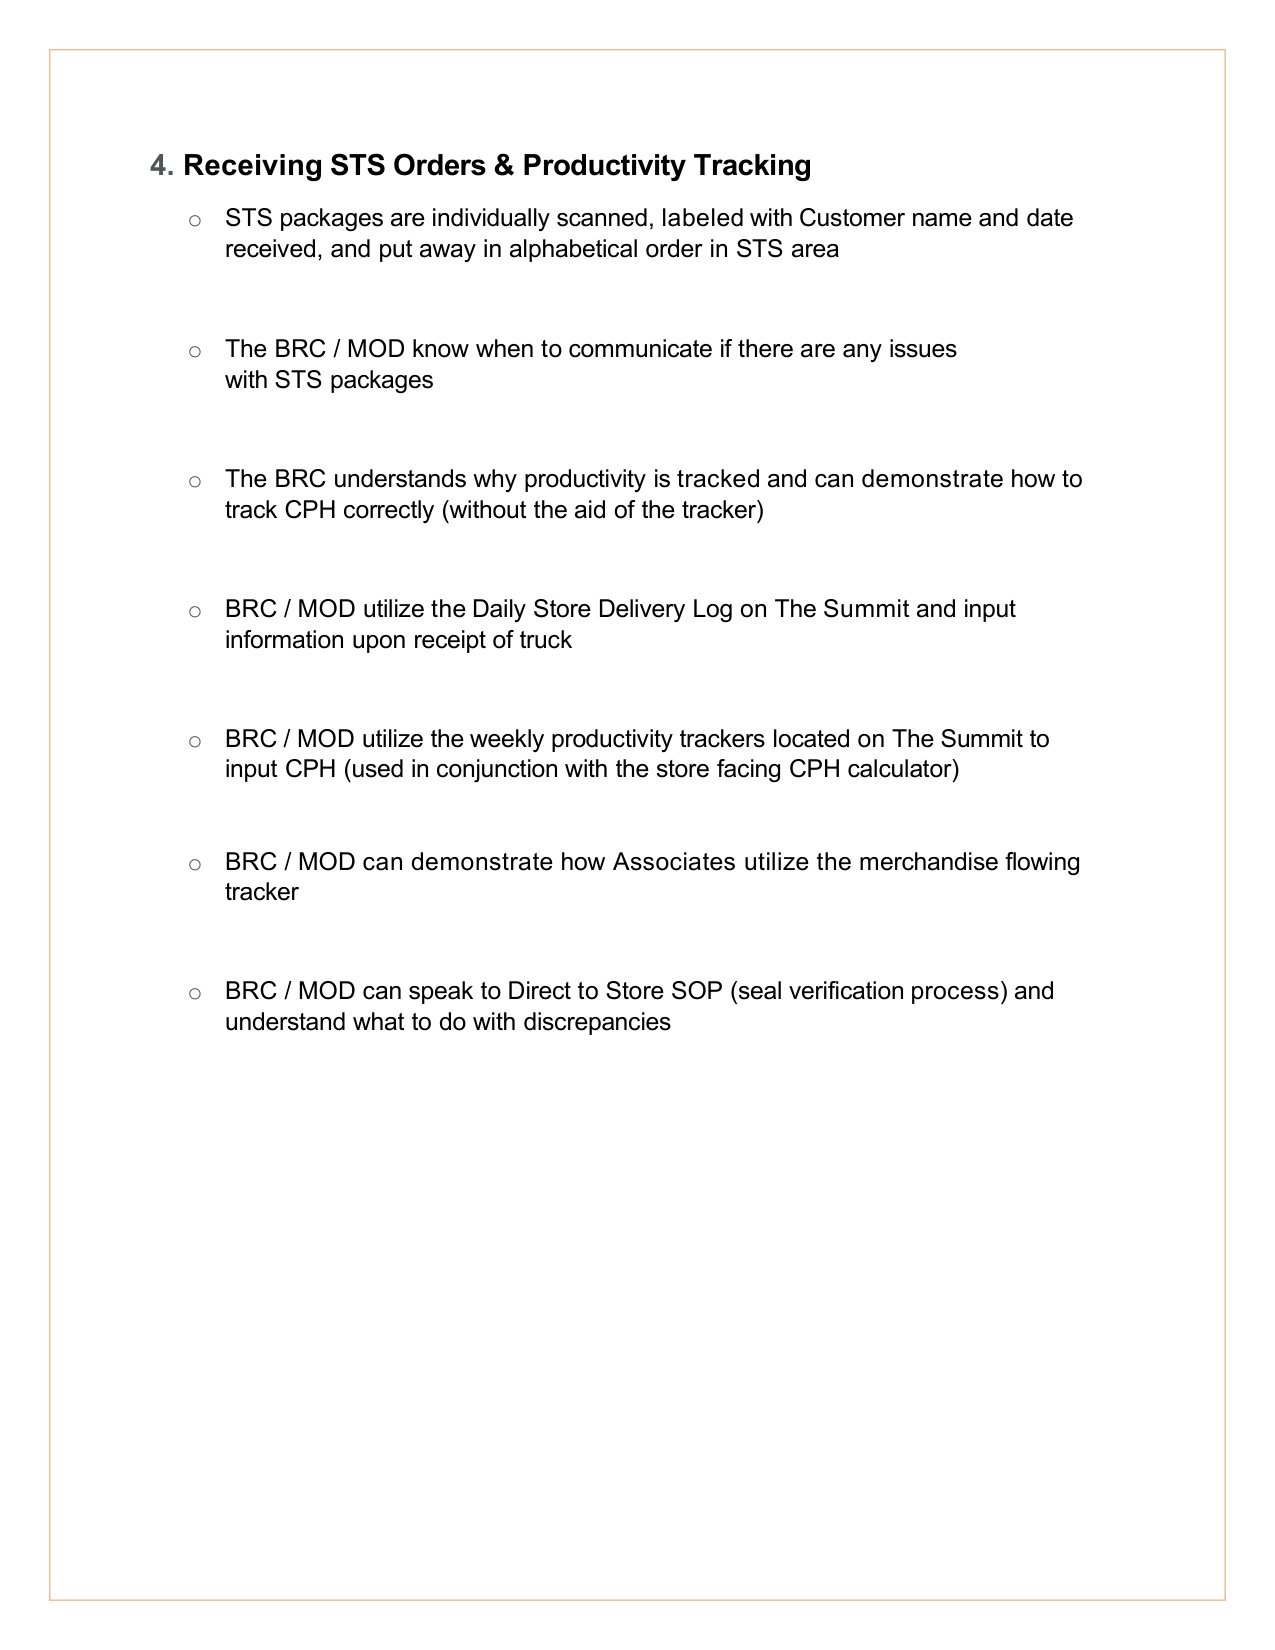 4. Receiving STS Orders & Productivity Tracking
○ STS packages are individually scanned, labeled with Customer name and date
received, and put away in alphabetical order in STS area
○ The BRC / MOD know when to communicate if there are any issues
with STS packages
○ The BRC understands why productivity is tracked and can demonstrate how to
track CPH correctly (without the aid of the tracker)
○ BRC / MOD utilize the Daily Store Delivery Log on The Summit and input
information upon receipt of truck
○ BRC / MOD utilize the weekly productivity trackers located on The Summit to
input CPH (used in conjunction with the store facing CPH calculator)
○ BRC / MOD can demonstrate how Associates utilize the merchandise flowing
tracker
○ BRC / MOD can speak to Direct to Store SOP (seal verification process) and
understand what to do with discrepancies